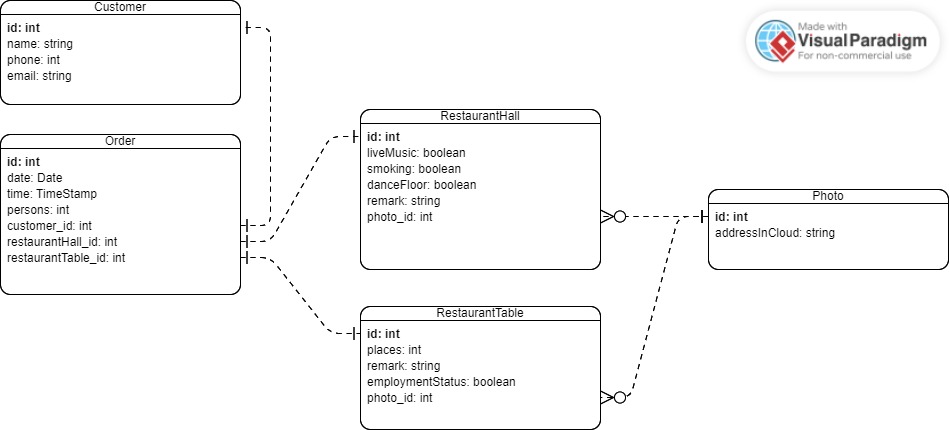 Customer
id: int
name: string
phone: int
email: string
Made with
Visual Paradigm
For non-commercial use
Order
id: int
date: Date
time: TimeStamp
persons: int
customer_id: int
restaurantHall_id: int
restaurantTable_id: int
RestaurantHall
id: int
liveMusic: boolean
smoking: boolean
danceFloor: boolean
remark: string
photo_id: int
Photo
id: int
addressInCloud: string
RestaurantTable
id: int
places: int
remark: string
employmentStatus: boolean
photo_id: int